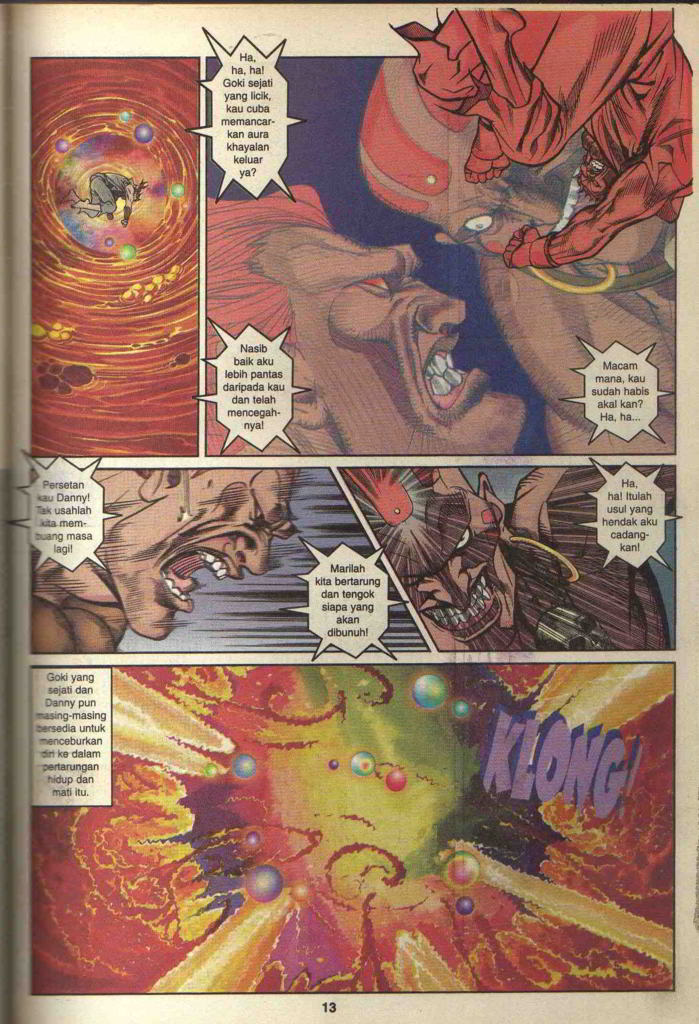 Ha,
ha, ha!
Goki sejati
yang licik,
kau cuba
memancar-
kan aura
khayalan
keluar
ya?
Nasib
baik aku
lebih pantas
daripada kau
dan telah
mencegah-
nya!
Macam
mana, kau
sudah habis
akal kan?
Ha, ha...
Persetan
kau Danny!
Tak usahlah
kita mem-
buang masa
lagi!
Marilah
kita bertarung
dan tengok
siapa yang
akan
dibunuh!
Ha,
ha! Itulah
usul yang
hendak aku
cadang-
kan!
Goki yang
sejati dan
Danny pun
masing-masing
bersedia untuk
menceburkan
diri ke dalam
pertarungan
hidup dan
mati itu.
KLONG!
13